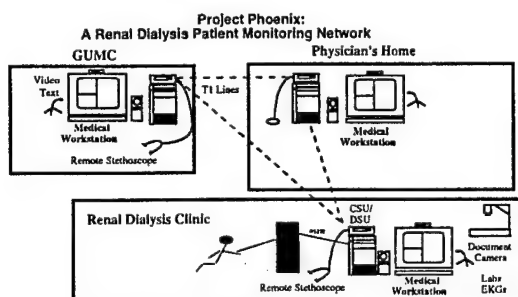 Project Phoenix:
A Renal Dialysis Patient Monitoring Network
GUMC
Physician's Home
Video
Text
T1 Lines
Medical
Workstation
Medical
Workstation
Remote Stethoscope
Renal Dialysis Clinic
CSU/
DSU
Document
Camera
Remote Stethoscope
Medical
Workstation
Labs
EKGs